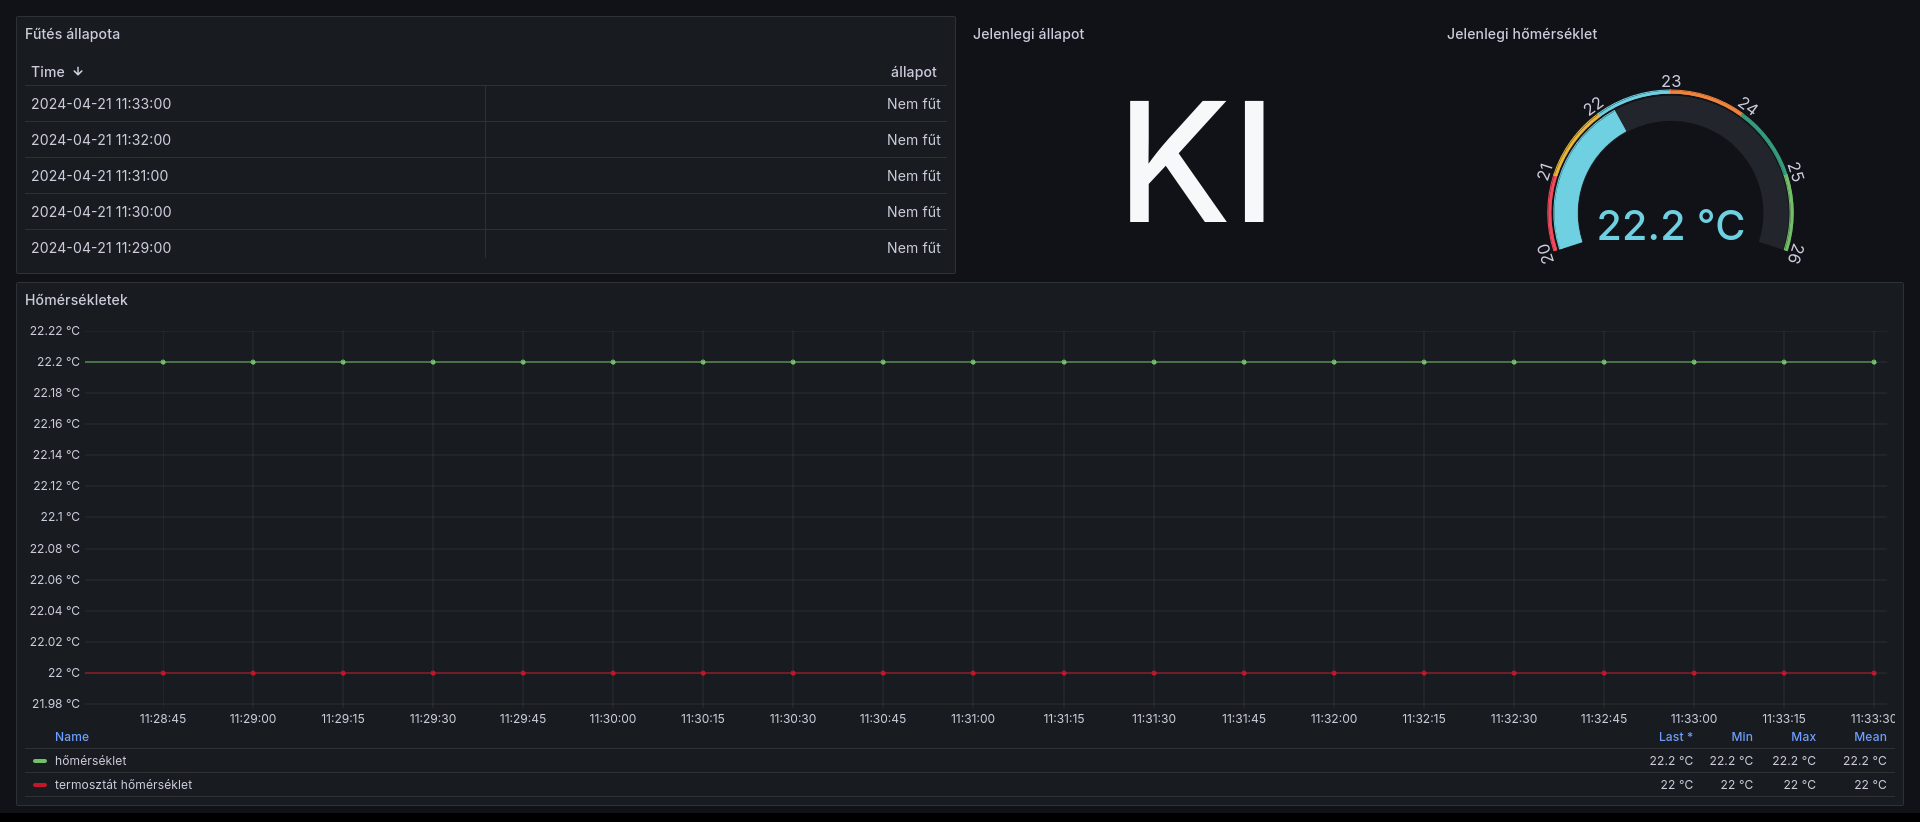 Fűtés állapota
Time ↓ állapot
2024-04-21 11:33:00 Nem fűt
2024-04-21 11:32:00 Nem fűt
2024-04-21 11:31:00 Nem fűt
2024-04-21 11:30:00 Nem fűt
2024-04-21 11:29:00 Nem fűt
Jelenlegi állapot
KI
Jelenlegi hőmérséklet
20
21
22
23
24
25
26
22.2 °C
Hőmérsékletek
22.22 °C
22.2 °C
22.18 °C
22.16 °C
22.14 °C
22.12 °C
22.1 °C
22.08 °C
22.06 °C
22.04 °C
22.02 °C
22 °C
21.98 °C
11:28:45 11:29:00 11:29:15 11:29:30 11:29:45 11:30:00 11:30:15 11:30:30 11:30:45 11:31:00 11:31:15 11:31:30 11:31:45 11:32:00 11:32:15 11:32:30 11:32:45 11:33:00 11:33:15 11:33:30
Name Last * Min Max Mean
hőmérséklet 22.2 °C 22.2 °C 22.2 °C 22.2 °C
termosztát hőmérséklet 22 °C 22 °C 22 °C 22 °C